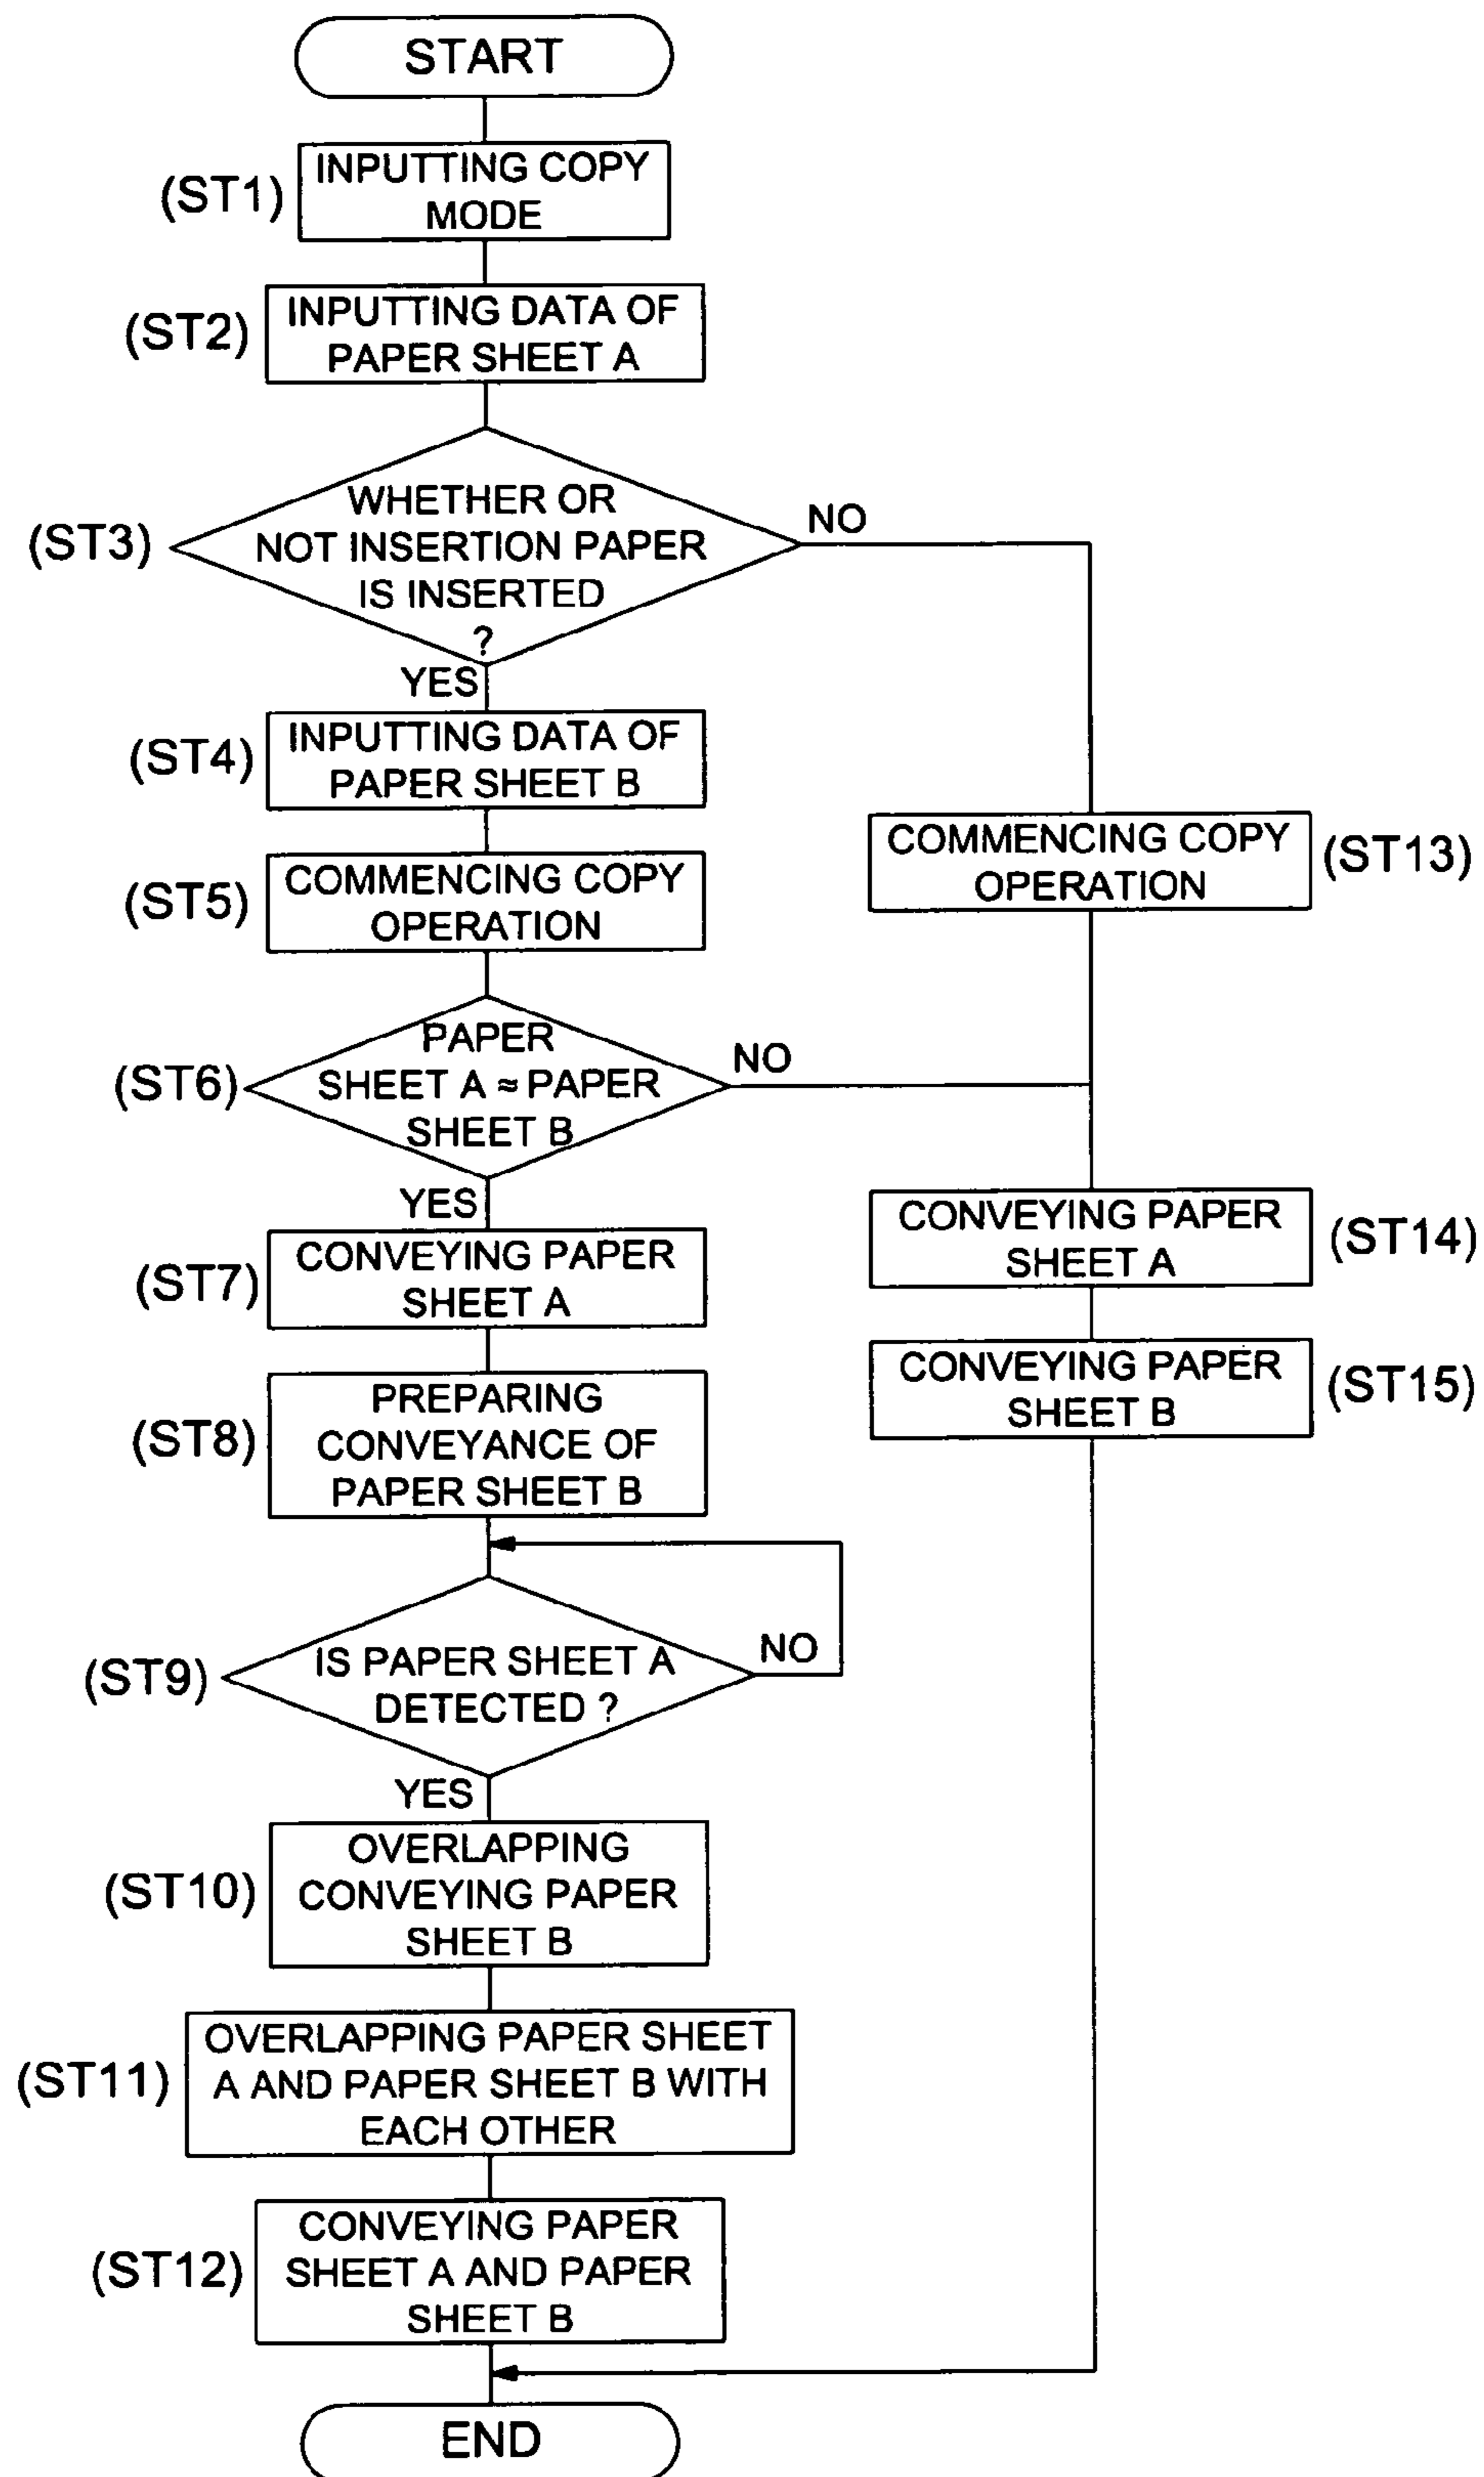 START
(ST1)
INPUTTING COPY
MODE
(ST2)
INPUTTING DATA OF
PAPER SHEET A
(ST3)
WHETHER OR
NOT INSERTION PAPER
IS INSERTED
?
NO
YES
(ST4)
INPUTTING DATA OF
PAPER SHEET B
(ST5)
COMMENCING COPY
OPERATION
COMMENCING COPY
OPERATION
(ST13)
(ST6)
PAPER
SHEET A ≈ PAPER
SHEET B
NO
YES
(ST7)
CONVEYING PAPER
SHEET A
CONVEYING PAPER
SHEET A
(ST14)
(ST8)
PREPARING
CONVEYANCE OF
PAPER SHEET B
CONVEYING PAPER
SHEET B
(ST15)
(ST9)
IS PAPER SHEET A
DETECTED ?
NO
YES
(ST10)
OVERLAPPING
CONVEYING PAPER
SHEET B
(ST11)
OVERLAPPING PAPER SHEET
A AND PAPER SHEET B WITH
EACH OTHER
(ST12)
CONVEYING PAPER
SHEET A AND PAPER
SHEET B
END